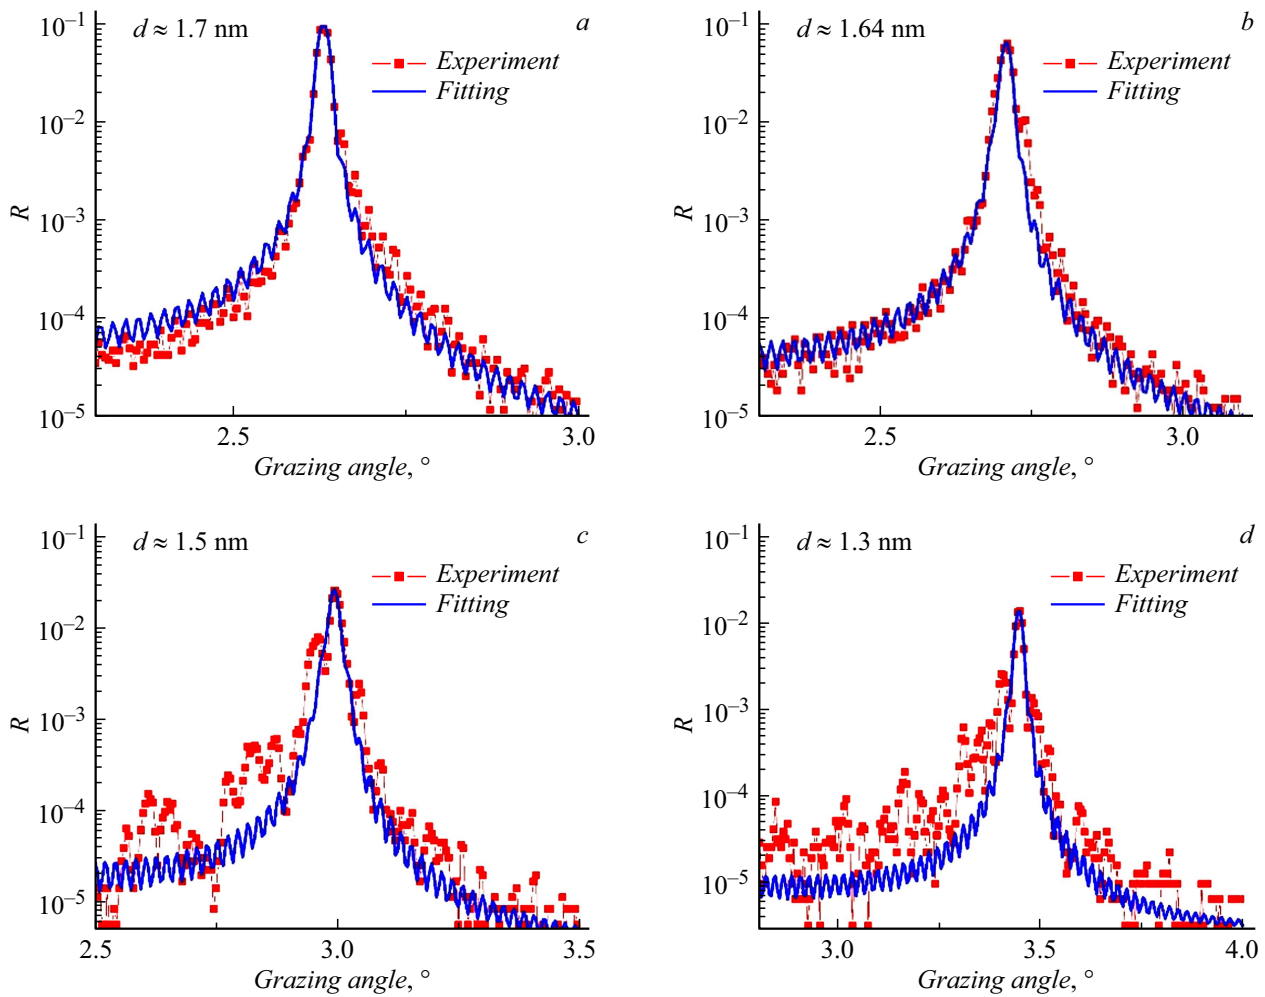 d ≈ 1.7 nm
a
Experiment
Fitting
R
10⁻¹
10⁻²
10⁻³
10⁻⁴
10⁻⁵
2.5
3.0
Grazing angle, °
d ≈ 1.64 nm
b
Experiment
Fitting
R
10⁻¹
10⁻²
10⁻³
10⁻⁴
10⁻⁵
2.5
3.0
Grazing angle, °
d ≈ 1.5 nm
c
Experiment
Fitting
R
10⁻¹
10⁻²
10⁻³
10⁻⁴
10⁻⁵
2.5
3.0
3.5
Grazing angle, °
d ≈ 1.3 nm
d
Experiment
Fitting
R
10⁻¹
10⁻²
10⁻³
10⁻⁴
10⁻⁵
3.0
3.5
4.0
Grazing angle, °